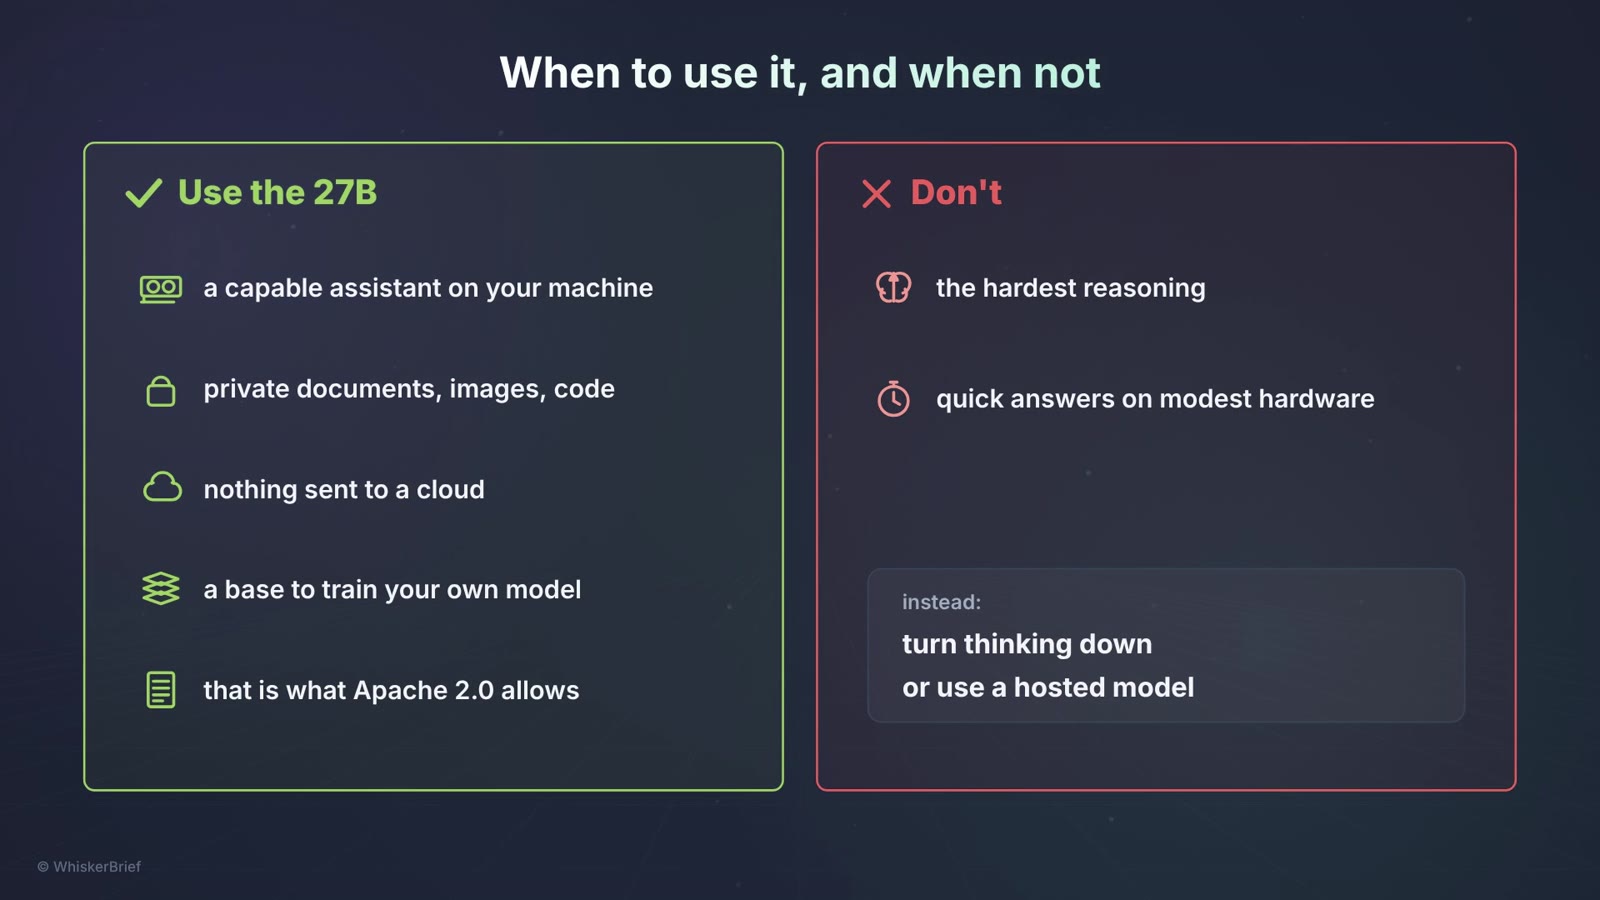 When to use it, and when not
Use the 27B
a capable assistant on your machine
private documents, images, code
nothing sent to a cloud
a base to train your own model
that is what Apache 2.0 allows
Don't
the hardest reasoning
quick answers on modest hardware
instead:
turn thinking down
or use a hosted model
© WhiskerBrief